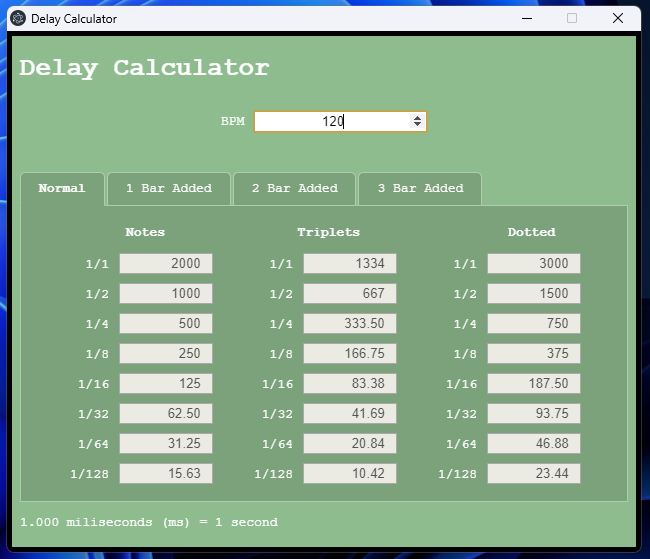 Delay Calculator
Delay Calculator
BPM 120
Normal 1 Bar Added 2 Bar Added 3 Bar Added
Notes Triplets Dotted
1/1 2000 1/1 1334 1/1 3000
1/2 1000 1/2 667 1/2 1500
1/4 500 1/4 333.50 1/4 750
1/8 250 1/8 166.75 1/8 375
1/16 125 1/16 83.38 1/16 187.50
1/32 62.50 1/32 41.69 1/32 93.75
1/64 31.25 1/64 20.84 1/64 46.88
1/128 15.63 1/128 10.42 1/128 23.44
1.000 miliseconds (ms) = 1 second